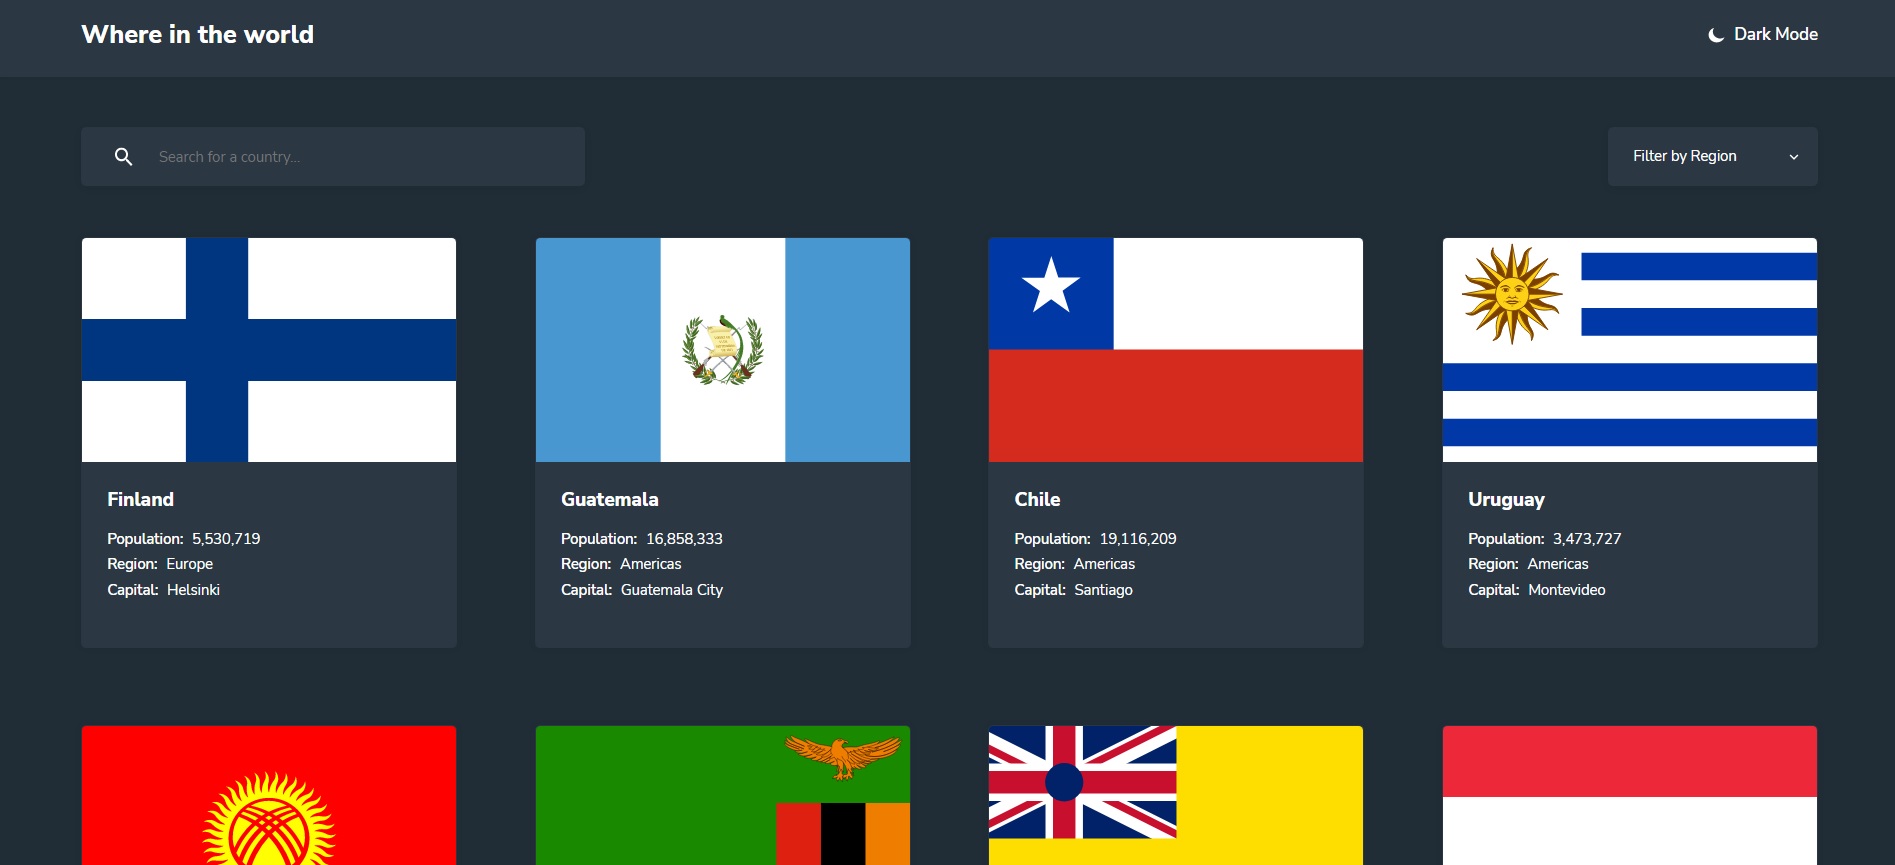 Where in the world
Dark Mode
Search for a country...
Filter by Region
Finland
Population: 5,530,719
Region: Europe
Capital: Helsinki
Guatemala
Population: 16,858,333
Region: Americas
Capital: Guatemala City
Chile
Population: 19,116,209
Region: Americas
Capital: Santiago
Uruguay
Population: 3,473,727
Region: Americas
Capital: Montevideo